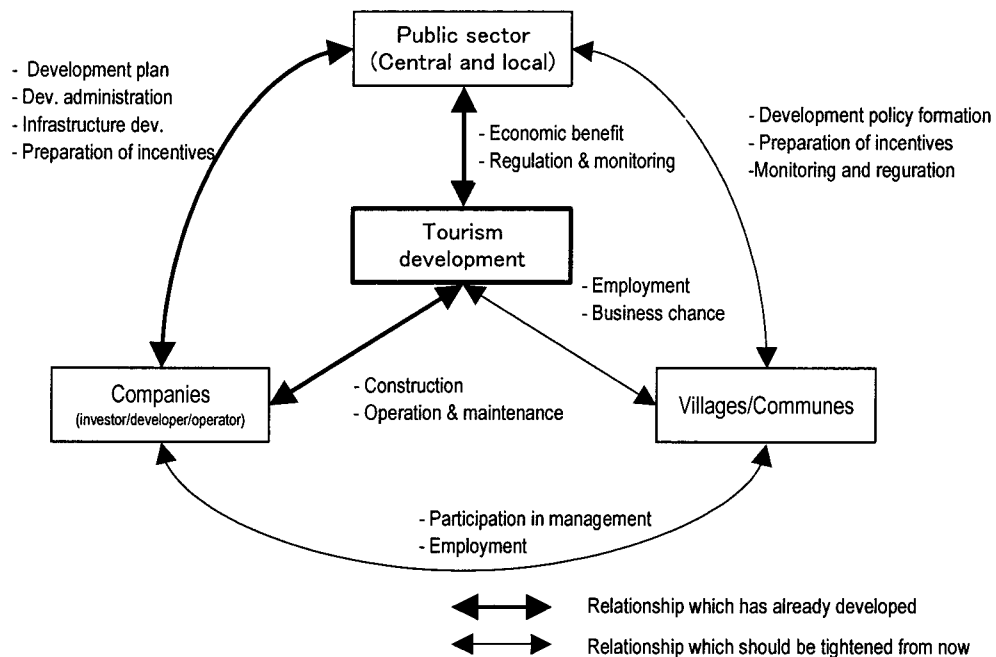 Public sector
(Central and local)
- Development plan
- Dev. administration
- Infrastructure dev.
- Preparation of incentives
- Economic benefit
- Regulation & monitoring
- Development policy formation
- Preparation of incentives
-Monitoring and reguration
Tourism
development
- Employment
- Business chance
Companies
(investor/developer/operator)
- Construction
- Operation & maintenance
Villages/Communes
- Participation in management
- Employment
Relationship which has already developed
Relationship which should be tightened from now